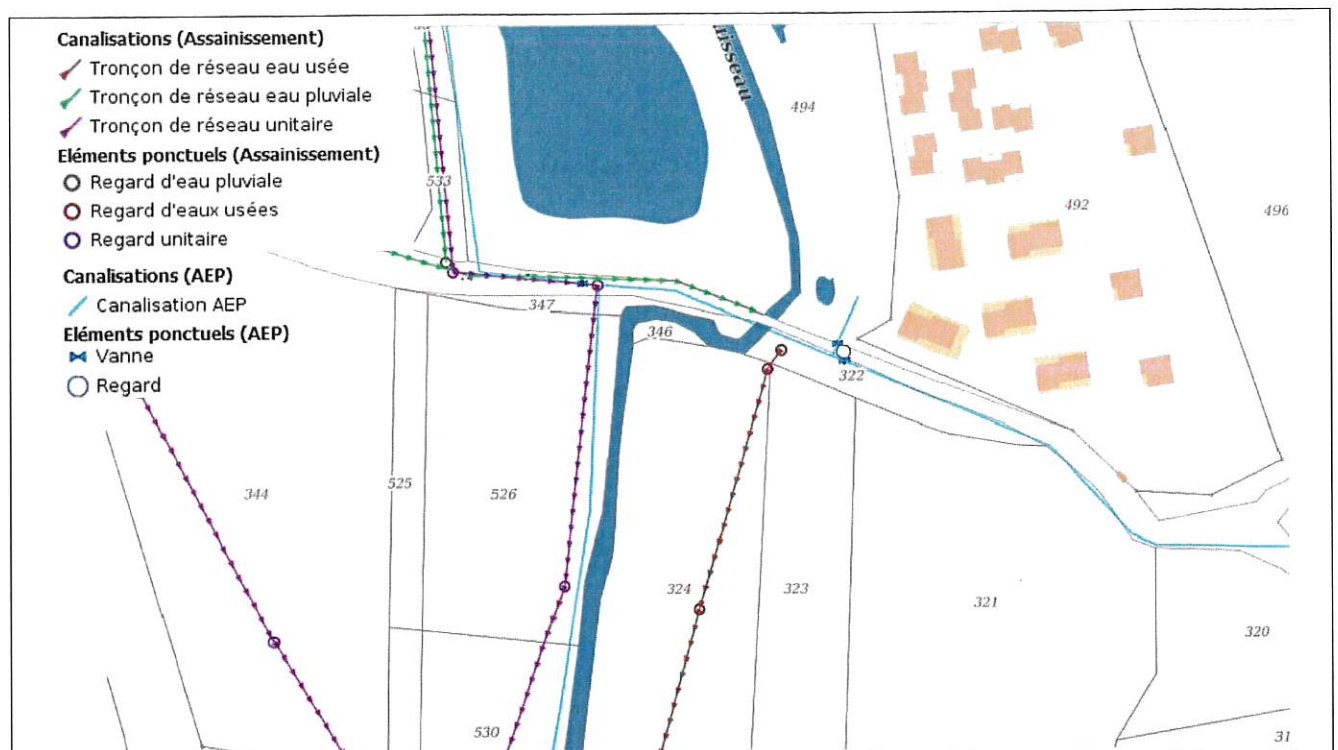 Canalisations (Assainissement)
Tronçon de réseau eau usée
Tronçon de réseau eau pluviale
Tronçon de réseau unitaire
Eléments ponctuels (Assainissement)
Regard d'eau pluviale
Regard d'eaux usées
Regard unitaire
Canalisations (AEP)
Canalisation AEP
Eléments ponctuels (AEP)
Vanne
Regard
risseau
494
533
492
496
347
346
322
344
525
526
324
323
321
320
530
31